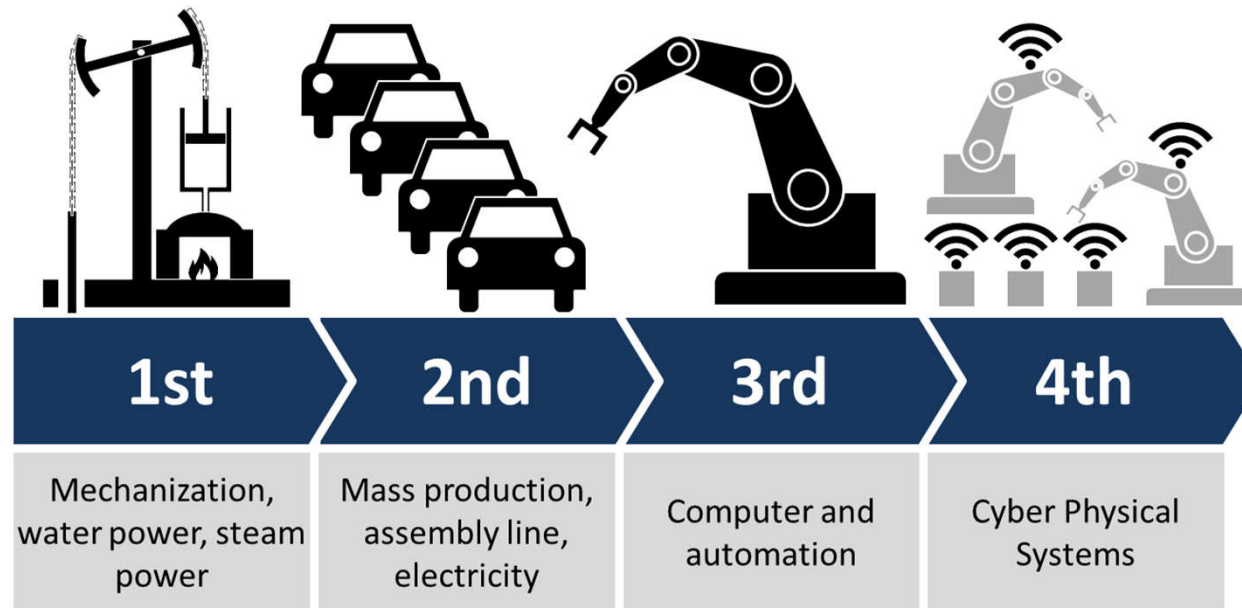 1st
2nd
3rd
4th
Mechanization,
water power, steam
power
Mass production,
assembly line,
electricity
Computer and
automation
Cyber Physical
Systems